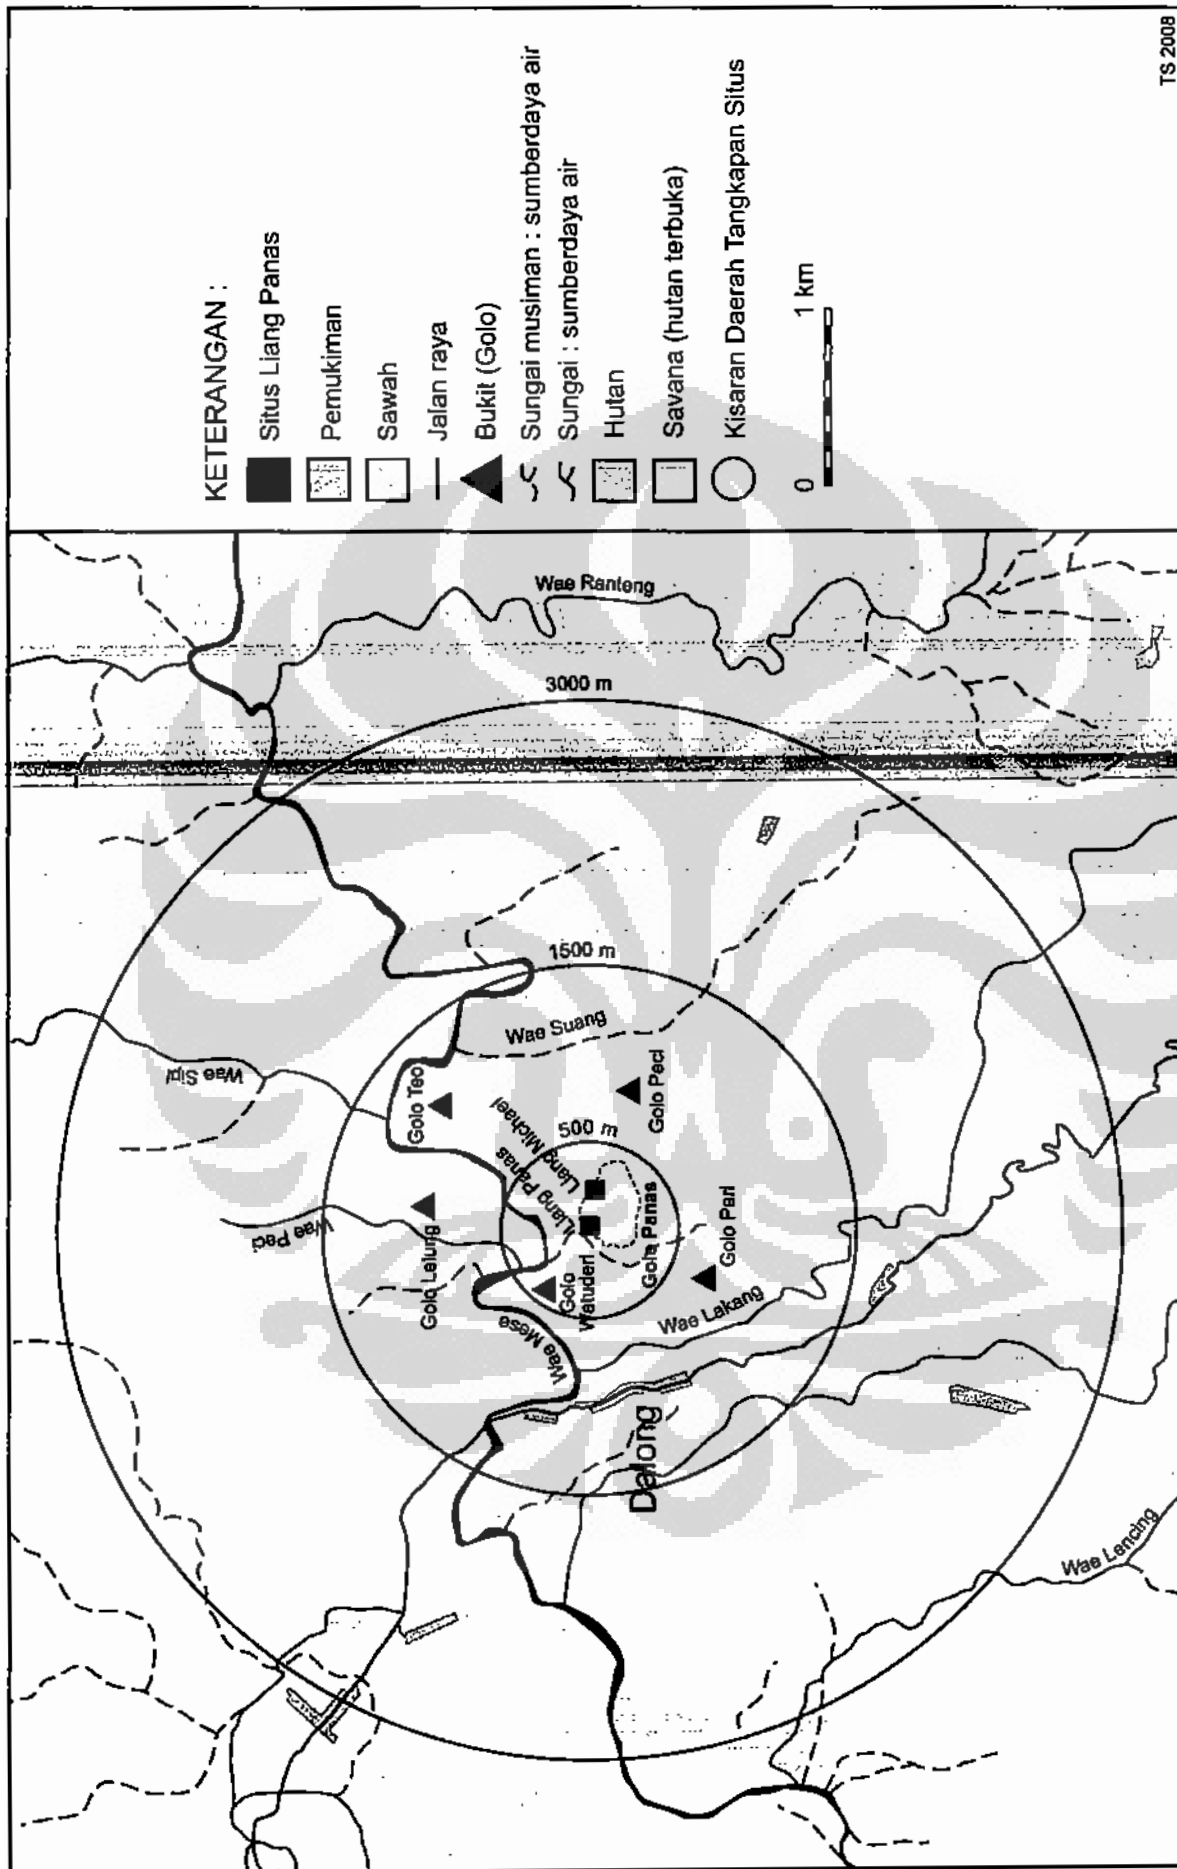 KETERANGAN :
Situs Liang Panas
Pemukiman
Sawah
Jalan raya
Bukit (Golo)
Sungai musiman : sumberdaya air
Sungai : sumberdaya air
Hutan
Savana (hutan terbuka)
Kisaran Daerah Tangkapan Situs
0
1 km
TS 2008
Wae Ranteng
3000 m
1500 m
Wae Suang
Wae Sipi
Golo Teo
Golo Peci
500 m
Liang Michael
Liang Panas
Wae Peci
Golo Lelung
Golo
Watuderi
Golo Panas
Golo Pari
Wae Mese
Wae Lakang
Dalong
Wae Lencing